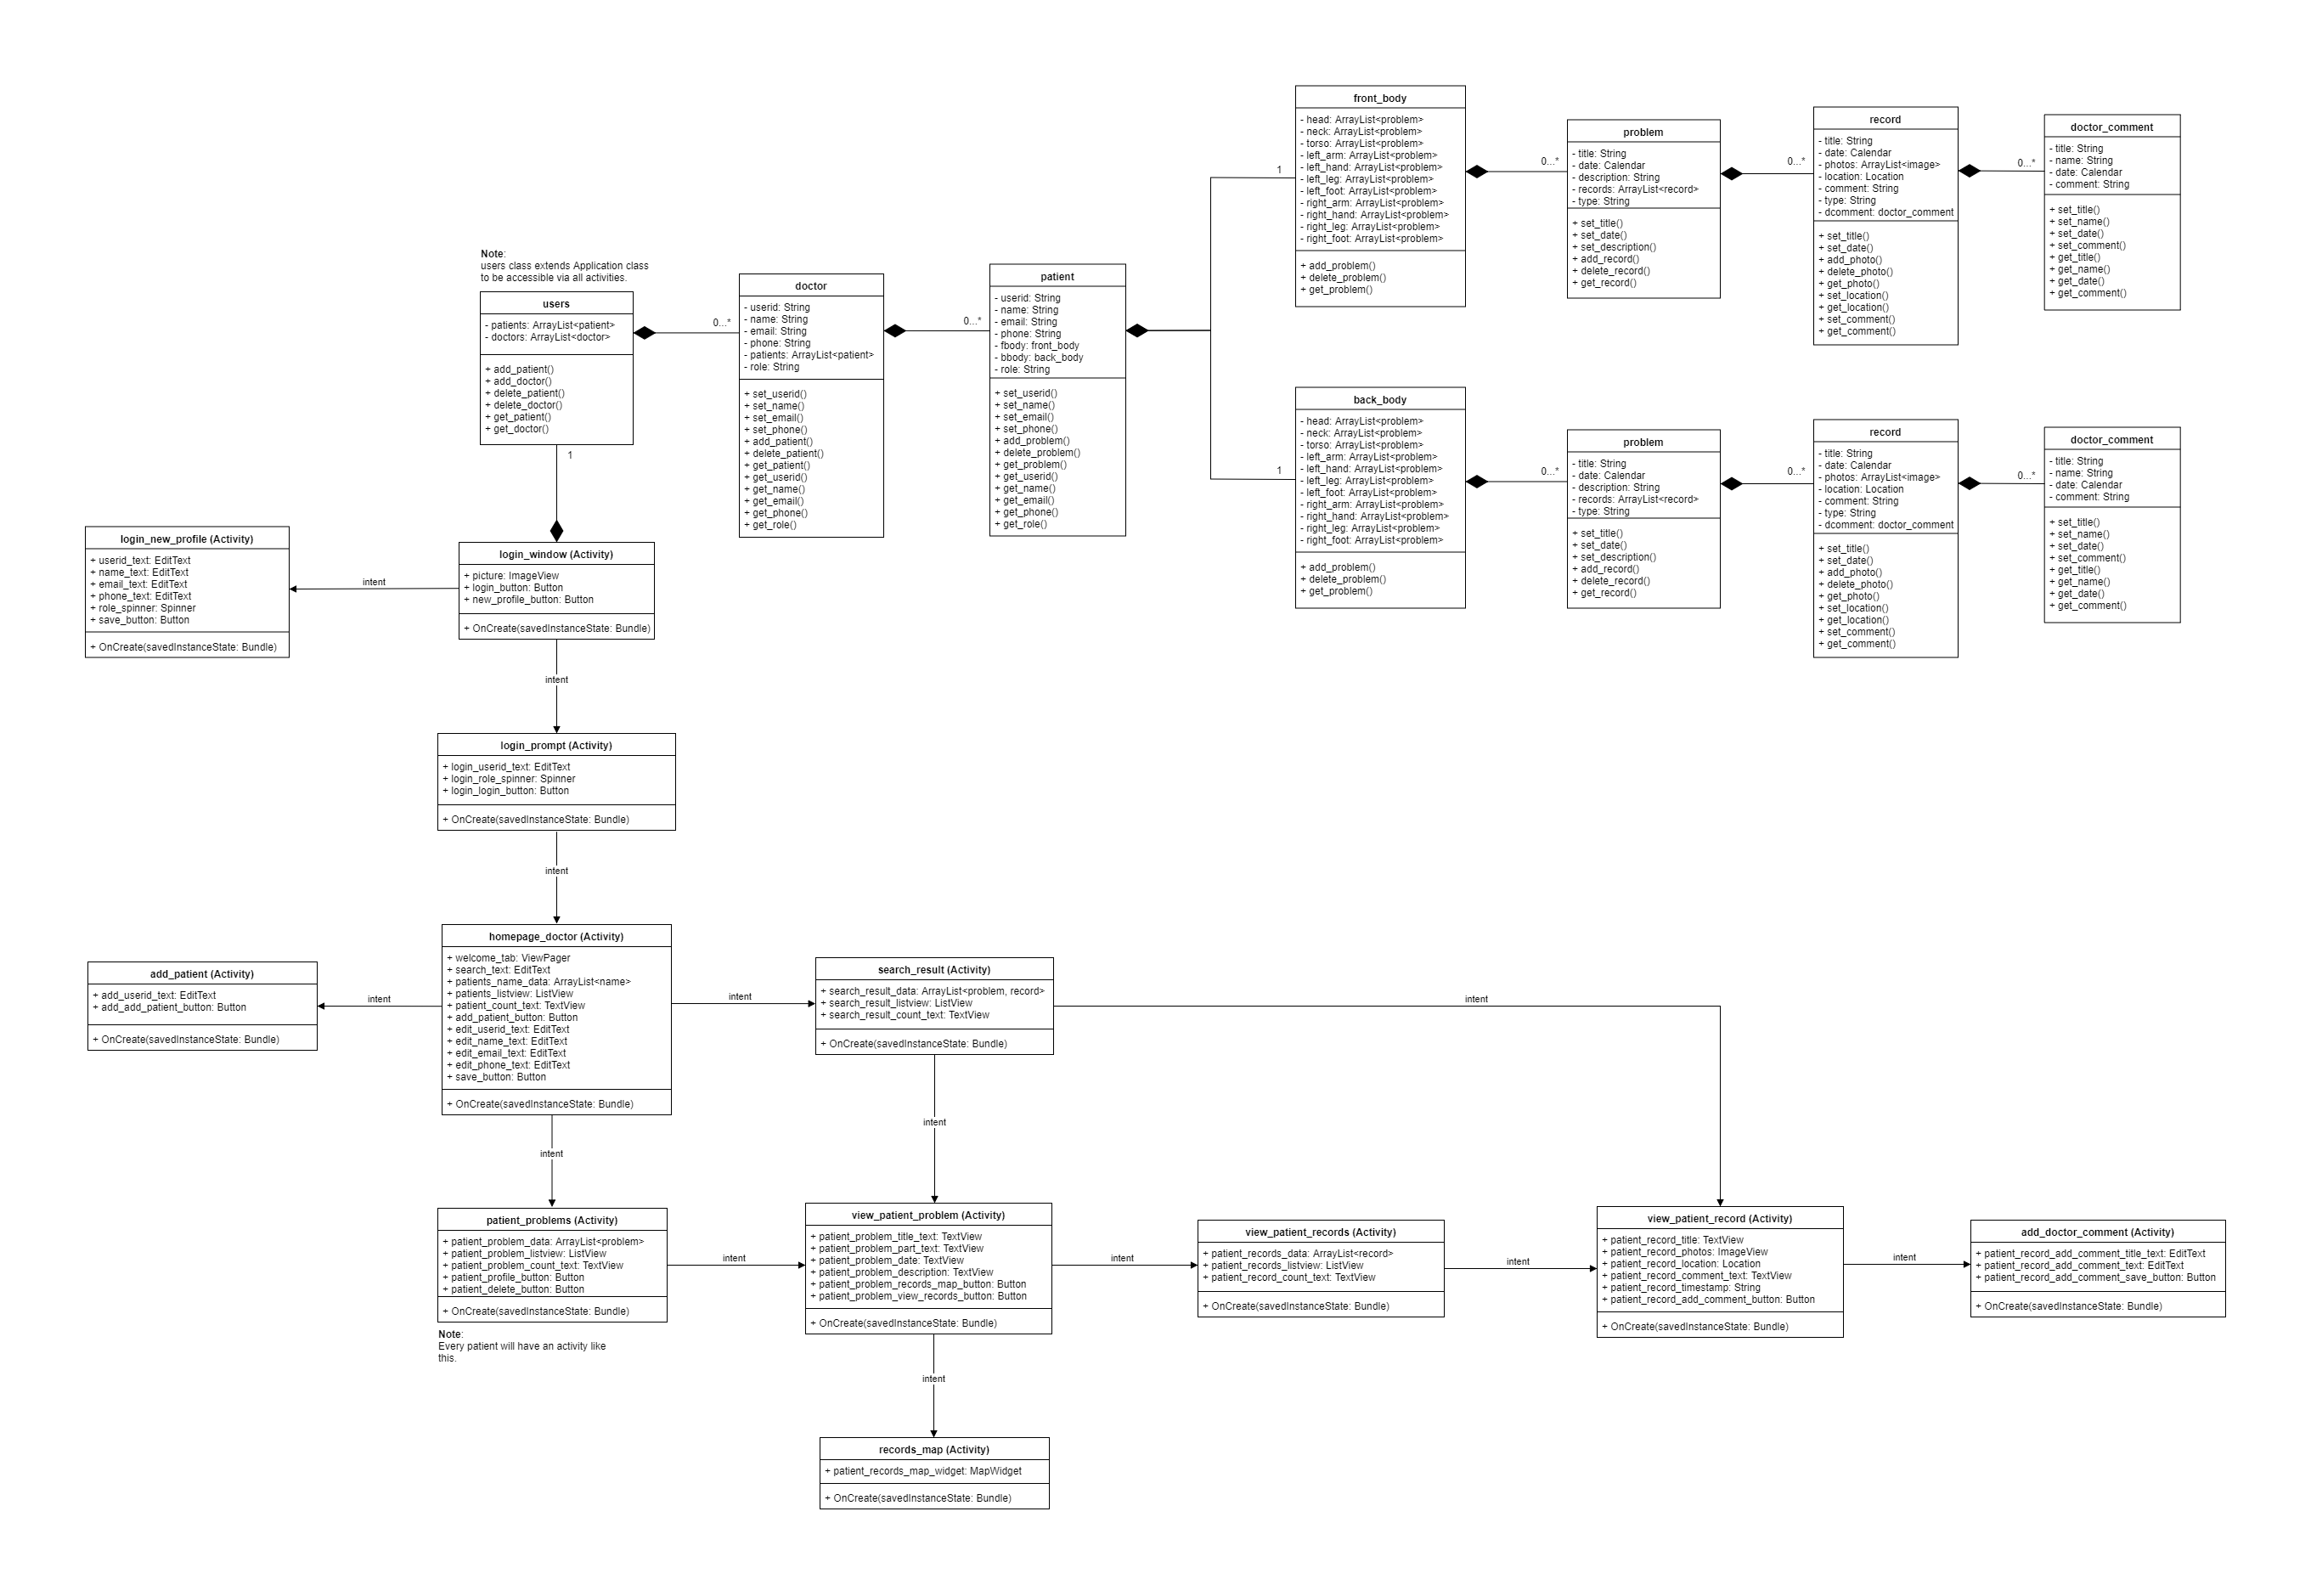 front_body
- head: ArrayList<problem>
- neck: ArrayList<problem>
- torso: ArrayList<problem>
- left_arm: ArrayList<problem>
- left_hand: ArrayList<problem>
- left_leg: ArrayList<problem>
- left_foot: ArrayList<problem>
- right_arm: ArrayList<problem>
- right_hand: ArrayList<problem>
- right_leg: ArrayList<problem>
- right_foot: ArrayList<problem>
+ add_problem()
+ delete_problem()
+ get_problem()
0...*
problem
- title: String
- date: Calendar
- description: String
- records: ArrayList<record>
- type: String
+ set_title()
+ set_date()
+ set_description()
+ add_record()
+ delete_record()
+ get_record()
0...*
record
- title: String
- date: Calendar
- photos: ArrayList<image>
- location: Location
- comment: String
- type: String
- dcomment: doctor_comment
+ set_title()
+ set_date()
+ add_photo()
+ delete_photo()
+ get_photo()
+ set_location()
+ get_location()
+ set_comment()
+ get_comment()
0...*
doctor_comment
- title: String
- name: String
- date: Calendar
- comment: String
+ set_title()
+ set_name()
+ set_date()
+ set_comment()
+ get_title()
+ get_name()
+ get_date()
+ get_comment()
1
Note:
users class extends Application class
to be accessible via all activities.
users
- patients: ArrayList<patient>
- doctors: ArrayList<doctor>
+ add_patient()
+ add_doctor()
+ delete_patient()
+ delete_doctor()
+ get_patient()
+ get_doctor()
0...*
doctor
- userid: String
- name: String
- email: String
- phone: String
- patients: ArrayList<patient>
- role: String
+ set_userid()
+ set_name()
+ set_email()
+ set_phone()
+ add_patient()
+ delete_patient()
+ get_patient()
+ get_userid()
+ get_name()
+ get_email()
+ get_phone()
+ get_role()
0...*
patient
- userid: String
- name: String
- email: String
- phone: String
- fbody: front_body
- bbody: back_body
- role: String
+ set_userid()
+ set_name()
+ set_email()
+ set_phone()
+ add_problem()
+ delete_problem()
+ get_problem()
+ get_userid()
+ get_name()
+ get_email()
+ get_phone()
+ get_role()
1
back_body
- head: ArrayList<problem>
- neck: ArrayList<problem>
- torso: ArrayList<problem>
- left_arm: ArrayList<problem>
- left_hand: ArrayList<problem>
- left_leg: ArrayList<problem>
- left_foot: ArrayList<problem>
- right_arm: ArrayList<problem>
- right_hand: ArrayList<problem>
- right_leg: ArrayList<problem>
- right_foot: ArrayList<problem>
+ add_problem()
+ delete_problem()
+ get_problem()
0...*
problem
- title: String
- date: Calendar
- description: String
- records: ArrayList<record>
- type: String
+ set_title()
+ set_date()
+ set_description()
+ add_record()
+ delete_record()
+ get_record()
0...*
record
- title: String
- date: Calendar
- photos: ArrayList<image>
- location: Location
- comment: String
- type: String
- dcomment: doctor_comment
+ set_title()
+ set_date()
+ add_photo()
+ delete_photo()
+ get_photo()
+ set_location()
+ get_location()
+ set_comment()
+ get_comment()
0...*
doctor_comment
- title: String
- name: String
- date: Calendar
- comment: String
+ set_title()
+ set_name()
+ set_date()
+ set_comment()
+ get_title()
+ get_name()
+ get_date()
+ get_comment()
1
login_new_profile (Activity)
+ userid_text: EditText
+ name_text: EditText
+ email_text: EditText
+ phone_text: EditText
+ role_spinner: Spinner
+ save_button: Button
+ OnCreate(savedInstanceState: Bundle)
intent
login_window (Activity)
+ picture: ImageView
+ login_button: Button
+ new_profile_button: Button
+ OnCreate(savedInstanceState: Bundle)
intent
login_prompt (Activity)
+ login_userid_text: EditText
+ login_role_spinner: Spinner
+ login_login_button: Button
+ OnCreate(savedInstanceState: Bundle)
intent
add_patient (Activity)
+ add_userid_text: EditText
+ add_add_patient_button: Button
+ OnCreate(savedInstanceState: Bundle)
intent
homepage_doctor (Activity)
+ welcome_tab: ViewPager
+ search_text: EditText
+ patients_name_data: ArrayList<name>
+ patients_listview: ListView
+ patient_count_text: TextView
+ add_patient_button: Button
+ edit_userid_text: EditText
+ edit_name_text: EditText
+ edit_email_text: EditText
+ edit_phone_text: EditText
+ save_button: Button
+ OnCreate(savedInstanceState: Bundle)
intent
search_result (Activity)
+ search_result_data: ArrayList<problem, record>
+ search_result_listview: ListView
+ search_result_count_text: TextView
+ OnCreate(savedInstanceState: Bundle)
intent
intent
intent
patient_problems (Activity)
+ patient_problem_data: ArrayList<problem>
+ patient_problem_listview: ListView
+ patient_problem_count_text: TextView
+ patient_profile_button: Button
+ patient_delete_button: Button
+ OnCreate(savedInstanceState: Bundle)
Note:
Every patient will have an activity like
this.
intent
view_patient_problem (Activity)
+ patient_problem_title_text: TextView
+ patient_problem_part_text: TextView
+ patient_problem_date: TextView
+ patient_problem_description: TextView
+ patient_problem_records_map_button: Button
+ patient_problem_view_records_button: Button
+ OnCreate(savedInstanceState: Bundle)
intent
view_patient_records (Activity)
+ patient_records_data: ArrayList<record>
+ patient_records_listview: ListView
+ patient_record_count_text: TextView
+ OnCreate(savedInstanceState: Bundle)
intent
view_patient_record (Activity)
+ patient_record_title: TextView
+ patient_record_photos: ImageView
+ patient_record_location: Location
+ patient_record_comment_text: TextView
+ patient_record_timestamp: String
+ patient_record_add_comment_button: Button
+ OnCreate(savedInstanceState: Bundle)
intent
add_doctor_comment (Activity)
+ patient_record_add_comment_title_text: EditText
+ patient_record_add_comment_text: EditText
+ patient_record_add_comment_save_button: Button
+ OnCreate(savedInstanceState: Bundle)
intent
records_map (Activity)
+ patient_records_map_widget: MapWidget
+ OnCreate(savedInstanceState: Bundle)